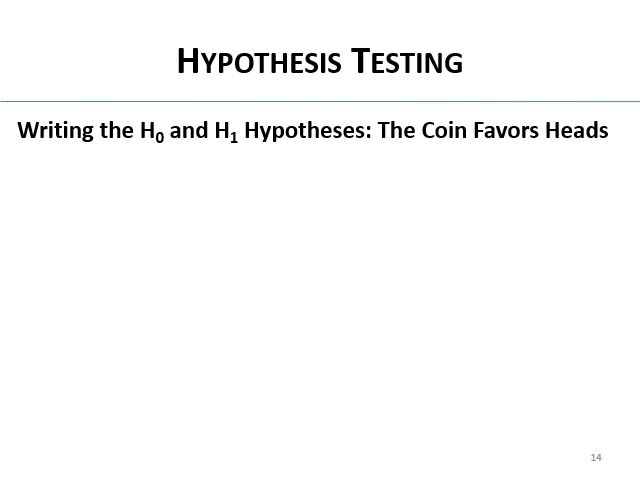 HYPOTHESIS TESTING
Writing the H₀ and H₁ Hypotheses: The Coin Favors Heads
14